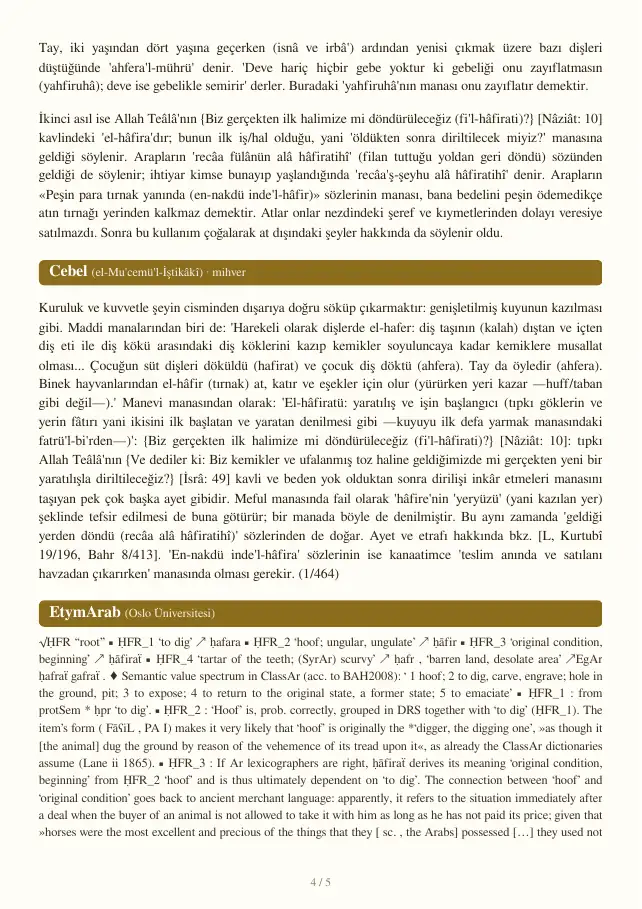 Tay, iki yaşından dört yaşına geçerken (isnâ ve irbâ') ardından yenisi çıkmak üzere bazı dişleri
düştüğünde 'ahfera'l-mührü' denir. 'Deve hariç hiçbir gebe yoktur ki gebeliği onu zayıflatmasın
(yahfiruhâ); deve ise gebelikle semirir' derler. Buradaki 'yahfiruhâ'nın manası onu zayıflatır demektir.
İkinci asıl ise Allah Teâlâ'nın {Biz gerçekten ilk halimize mi döndürüleceğiz (fi'l-hâfirati)?} [Nâziât: 10]
kavlindeki 'el-hâfira'dır; bunun ilk iş/hal olduğu, yani 'öldükten sonra diriltilecek miyiz?' manasına
geldiği söylenir. Arapların 'recâa fülânün alâ hâfiratihî' (filan tuttuğu yoldan geri döndü) sözünden
geldiği de söylenir; ihtiyar kimse bunayıp yaşlandığında 'recâa'ş-şeyhu alâ hâfiratihî' denir. Arapların
«Peşin para tırnak yanında (en-nakdü inde'l-hâfir)» sözlerinin manası, bana bedelini peşin ödemedikçe
atın tırnağı yerinden kalkmaz demektir. Atlar onlar nezdindeki şeref ve kıymetlerinden dolayı veresiye
satılmazdı. Sonra bu kullanım çoğalarak at dışındaki şeyler hakkında da söylenir oldu.
Cebel (el-Mu'cemü'l-İştikâkî) · mihver
Kuruluk ve kuvvetle şeyin cisminden dışarıya doğru söküp çıkarmaktır: genişletilmiş kuyunun kazılması
gibi. Maddi manalarından biri de: 'Harekeli olarak dişlerde el-hafer: diş taşının (kalah) dıştan ve içten
diş eti ile diş kökü arasındaki diş köklerini kazıp kemikler soyuluncaya kadar kemiklere musallat
olması... Çocuğun süt dişleri döküldü (hafirat) ve çocuk diş döktü (ahfera). Tay da öyledir (ahfera).
Binek hayvanlarından el-hâfir (tırnak) at, katır ve eşekler için olur (yürürken yeri kazar —huff/taban
gibi değil—).' Manevi manasından olarak: 'El-hâfiratü: yaratılış ve işin başlangıcı (tıpkı göklerin ve
yerin fâtırı yani ikisini ilk başlatan ve yaratan denilmesi gibi —kuyuyu ilk defa yarmak manasındaki
fatrü'l-bi'rden—)': {Biz gerçekten ilk halimize mi döndürüleceğiz (fi'l-hâfirati)?} [Nâziât: 10]: tıpkı
Allah Teâlâ'nın {Ve dediler ki: Biz kemikler ve ufalanmış toz haline geldiğimizde mi gerçekten yeni bir
yaratılışla diriltileceğiz?} [İsrâ: 49] kavli ve beden yok olduktan sonra dirilişi inkâr etmeleri manasını
taşıyan pek çok başka ayet gibidir. Meful manasında fail olarak 'hâfire'nin 'yeryüzü' (yani kazılan yer)
şeklinde tefsir edilmesi de buna götürür; bir manada böyle de denilmiştir. Bu aynı zamanda 'geldiği
yerden döndü (recâa alâ hâfiratihî)' sözlerinden de doğar. Ayet ve etrafı hakkında bkz. [L, Kurtubî
19/196, Bahr 8/413]. 'En-nakdü inde'l-hâfira' sözlerinin ise kanaatimce 'teslim anında ve satılanı
havzadan çıkarırken' manasında olması gerekir. (1/464)
EtymArab (Oslo Üniversitesi)
√ḤFR “root” ▪ ḤFR_1 ‘to dig’ ↗ ḥafara ▪ ḤFR_2 ‘hoof; ungular, ungulate’ ↗ ḥāfir ▪ ḤFR_3 ‘original condition,
beginning’ ↗ ḥāfiraẗ ▪ ḤFR_4 ‘tartar of the teeth; (SyrAr) scurvy’ ↗ ḥafr , ‘barren land, desolate area’ ↗EgAr
ḥafraẗ gafraẗ . ♦ Semantic value spectrum in ClassAr (acc. to BAH2008): ‘ 1 hoof; 2 to dig, carve, engrave; hole in
the ground, pit; 3 to expose; 4 to return to the original state, a former state; 5 to emaciate’ ▪ ḤFR_1 : from
protSem * ḥpr ‘to dig’. ▪ ḤFR_2 : ‘Hoof’ is, prob. correctly, grouped in DRS together with ‘to dig’ (ḤFR_1). The
item’s form ( FāʕiL , PA I) makes it very likely that ‘hoof’ is originally the *‘digger, the digging one’, »as though it
[the animal] dug the ground by reason of the vehemence of its tread upon it«, as already the ClassAr dictionaries
assume (Lane ii 1865). ▪ ḤFR_3 : If Ar lexicographers are right, ḥāfiraẗ derives its meaning ‘original condition,
beginning’ from ḤFR_2 ‘hoof’ and is thus ultimately dependent on ‘to dig’. The connection between ‘hoof’ and
‘original condition’ goes back to ancient merchant language: apparently, it refers to the situation immediately after
a deal when the buyer of an animal is not allowed to take it with him as long as he has not paid its price; given that
»horses were the most excellent and precious of the things that they [ sc. , the Arabs] possessed […] they used not
4 / 5